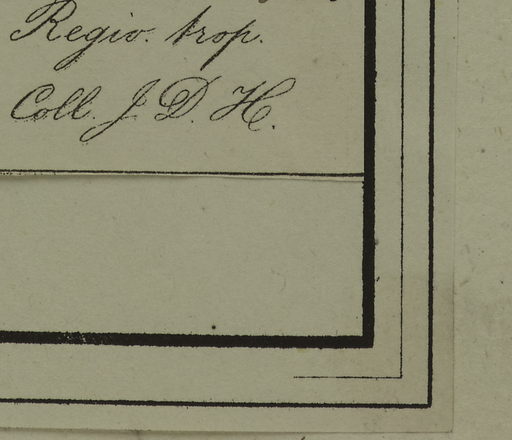 Regio. trop.
Coll. J. D. H.